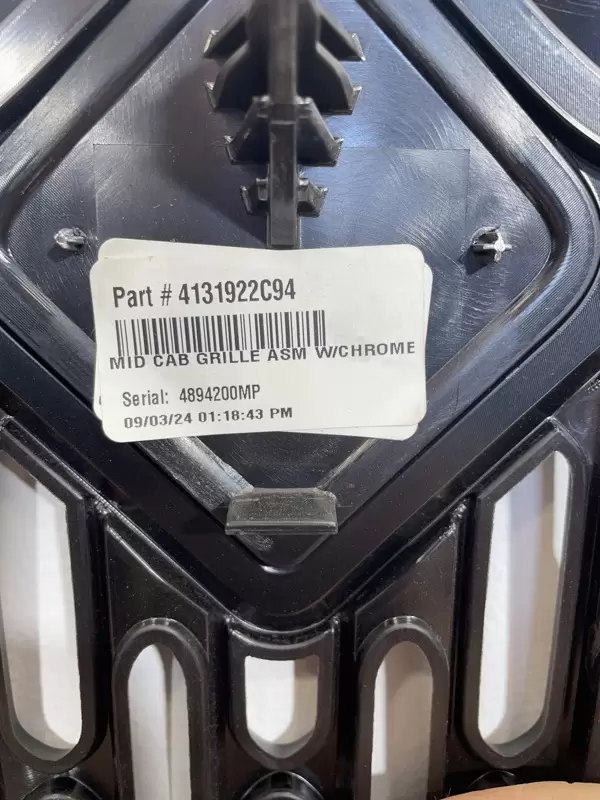 Part # 4131922C94
MID CAB GRILLE ASM W/CHROME
Serial: 4894200MP
09/03/24 01:18:43 PM